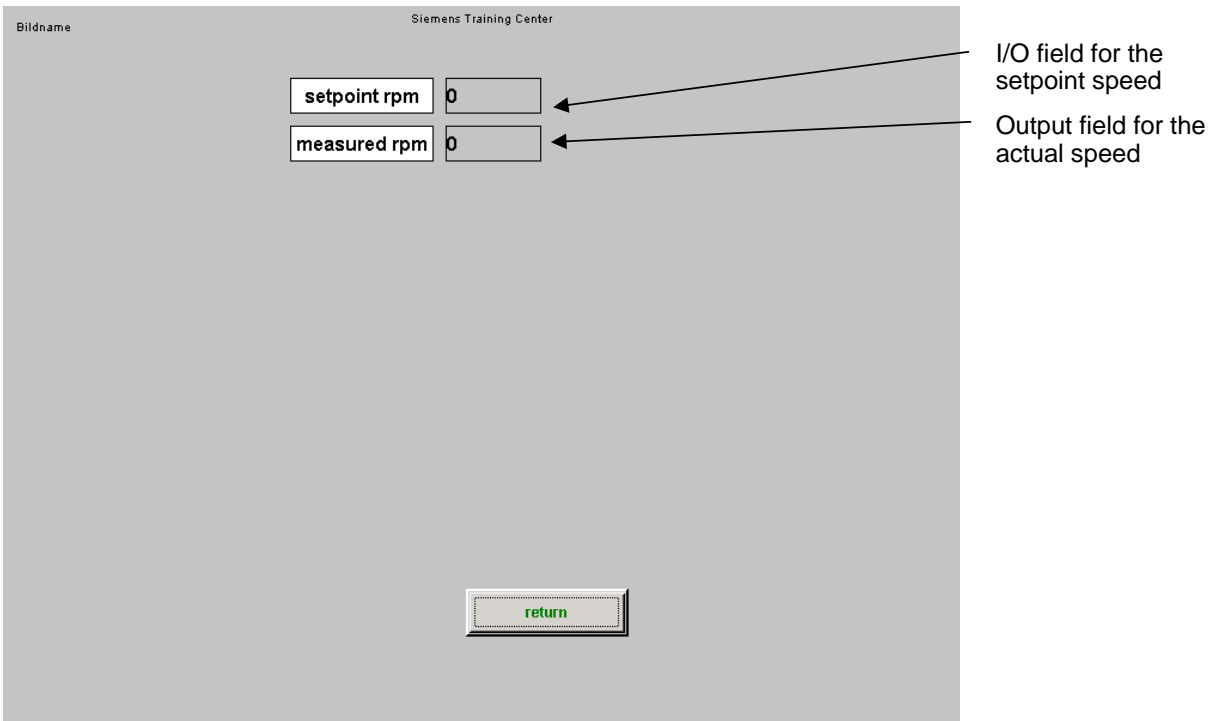 Bildname
Siemens Training Center
setpoint rpm 0
measured rpm 0
I/O field for the
setpoint speed
Output field for the
actual speed
return